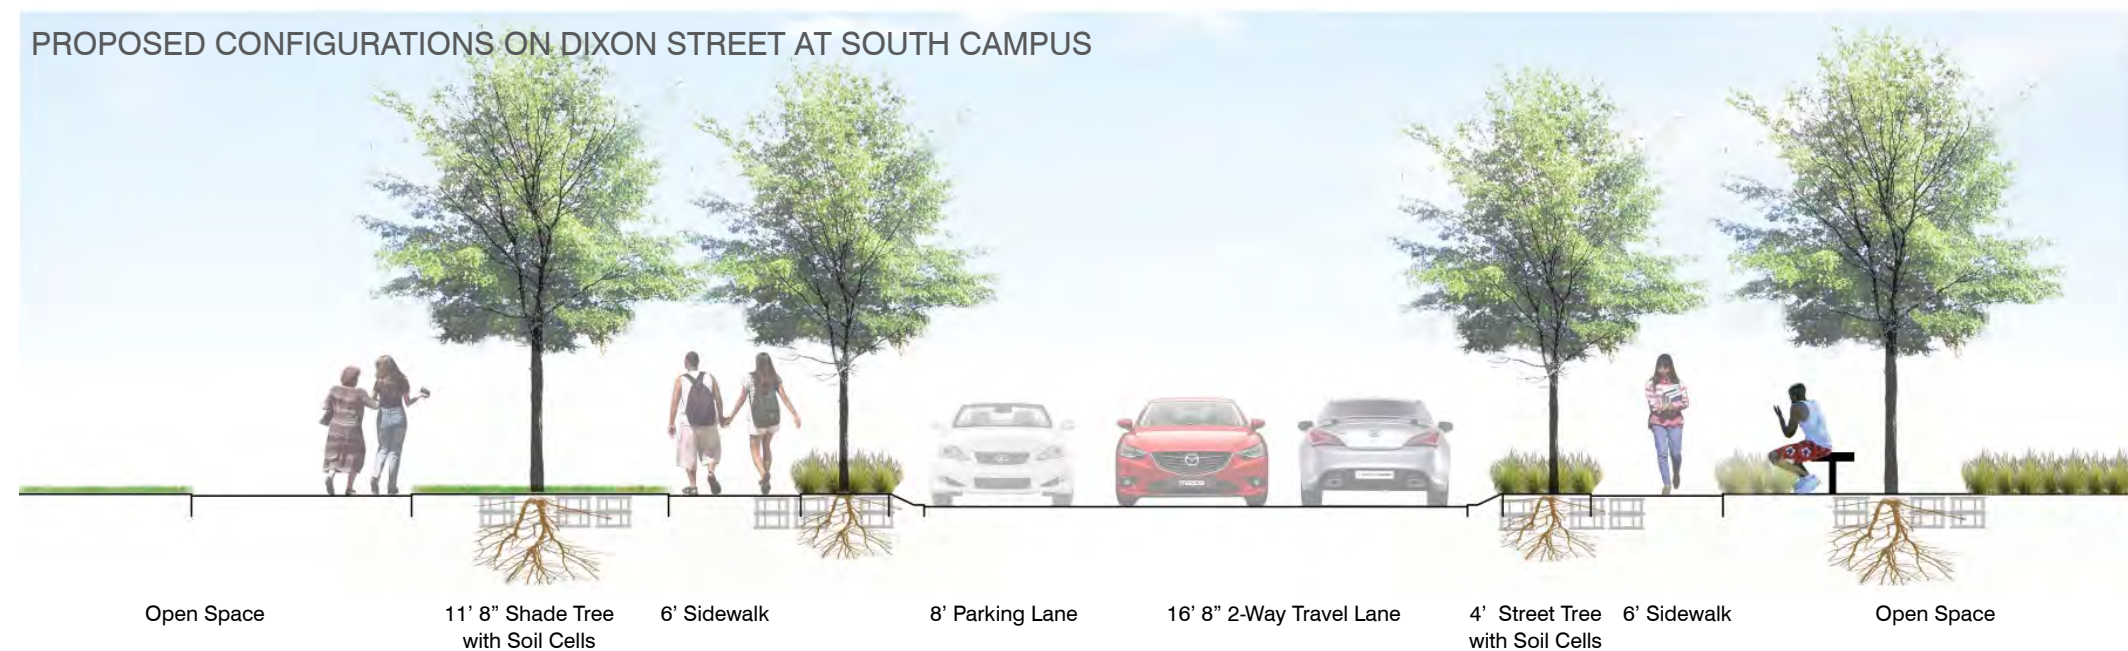 PROPOSED CONFIGURATIONS ON DIXON STREET AT SOUTH CAMPUS
Open Space
11’ 8” Shade Tree
with Soil Cells
6’ Sidewalk
8’ Parking Lane
16’ 8” 2-Way Travel Lane
4’ Street Tree
with Soil Cells
6’ Sidewalk
Open Space